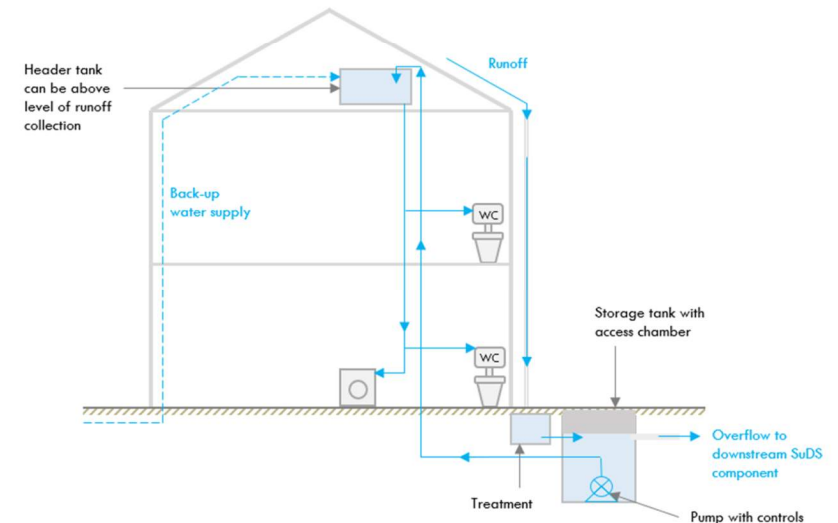 Header tank
can be above
level of runoff
collection
Runoff
Back-up
water supply
WC
WC
Storage tank with
access chamber
Overflow to
downstream SuDS
component
Treatment
Pump with controls